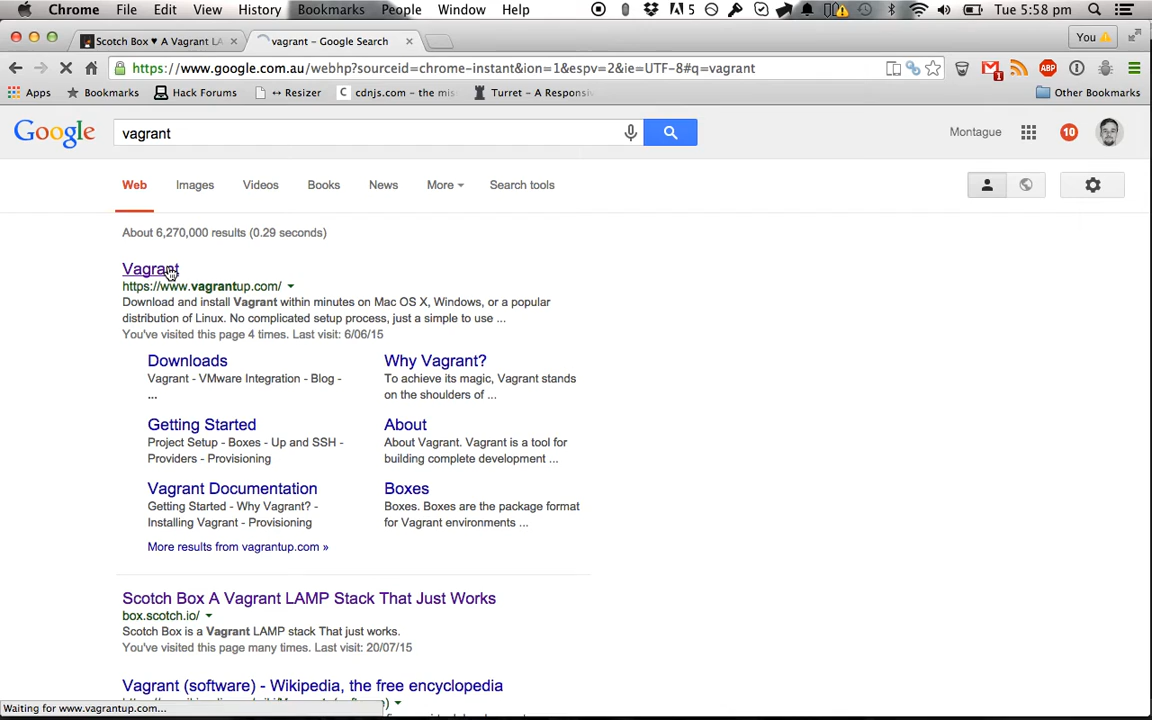 Chrome File Edit View History Bookmarks People Window Help 5 Tue 5:58 pm
Scotch Box ♥ A Vagrant LA × vagrant – Google Search × You
https://www.google.com.au/webhp?sourceid=chrome-instant&ion=1&espv=2&ie=UTF-8#q=vagrant 1 ABP
Apps Bookmarks Hack Forums ↔ Resizer C cdnjs.com – the mis Turret – A Responsiv Other Bookmarks
Google vagrant Montague 10
Web Images Videos Books News More Search tools
About 6,270,000 results (0.29 seconds)
Vagrant
https://www.vagrantup.com/
Download and install Vagrant within minutes on Mac OS X, Windows, or a popular
distribution of Linux. No complicated setup process, just a simple to use ...
You've visited this page 4 times. Last visit: 6/06/15
Downloads
Vagrant - VMware Integration - Blog -
...
Why Vagrant?
To achieve its magic, Vagrant stands
on the shoulders of ...
Getting Started
Project Setup - Boxes - Up and SSH -
Providers - Provisioning
About
About Vagrant. Vagrant is a tool for
building complete development ...
Vagrant Documentation
Getting Started - Why Vagrant? -
Installing Vagrant - Provisioning
Boxes
Boxes. Boxes are the package format
for Vagrant environments ...
More results from vagrantup.com »
Scotch Box A Vagrant LAMP Stack That Just Works
box.scotch.io/
Scotch Box is a Vagrant LAMP stack That just works.
You've visited this page many times. Last visit: 20/07/15
Vagrant (software) - Wikipedia, the free encyclopedia
Waiting for www.vagrantup.com...